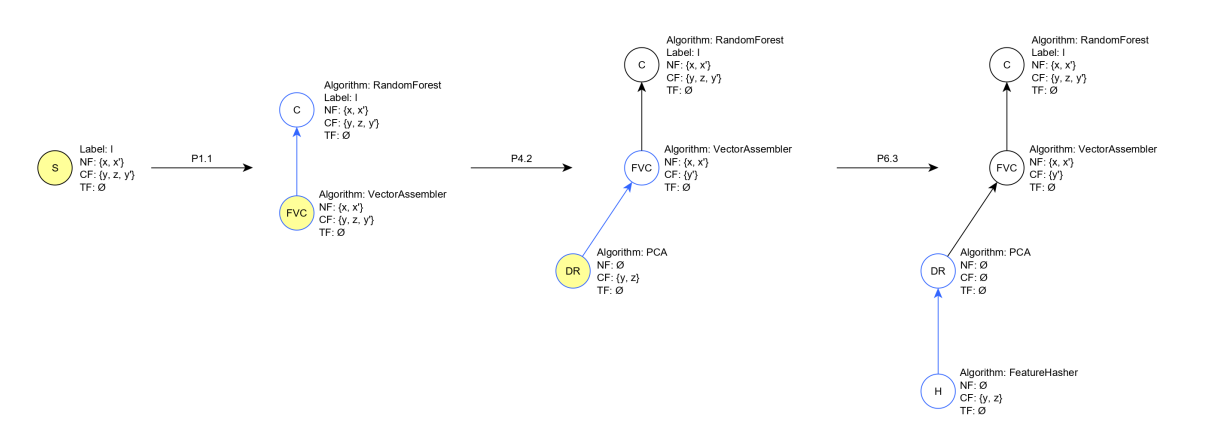 S
Label: l
NF: {x, x'}
CF: {y, z, y'}
TF: Ø
P1.1
C
Algorithm: RandomForest
Label: l
NF: {x, x'}
CF: {y, z, y'}
TF: Ø
FVC
Algorithm: VectorAssembler
NF: {x, x'}
CF: {y, z, y'}
TF: Ø
P4.2
C
Algorithm: RandomForest
Label: l
NF: {x, x'}
CF: {y, z, y'}
TF: Ø
FVC
Algorithm: VectorAssembler
NF: {x, x'}
CF: {y'}
TF: Ø
DR
Algorithm: PCA
NF: Ø
CF: {y, z}
TF: Ø
P6.3
C
Algorithm: RandomForest
Label: l
NF: {x, x'}
CF: {y, z, y'}
TF: Ø
FVC
Algorithm: VectorAssembler
NF: {x, x'}
CF: {y'}
TF: Ø
DR
Algorithm: PCA
NF: Ø
CF: Ø
TF: Ø
H
Algorithm: FeatureHasher
NF: Ø
CF: {y, z}
TF: Ø